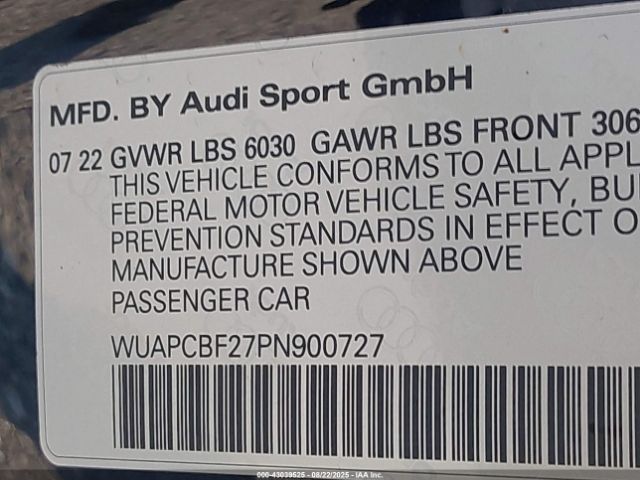 MFD. BY Audi Sport GmbH
07 22 GVWR LBS 6030 GAWR LBS FRONT 306
THIS VEHICLE CONFORMS TO ALL APPL
FEDERAL MOTOR VEHICLE SAFETY, BU
PREVENTION STANDARDS IN EFFECT O
MANUFACTURE SHOWN ABOVE
PASSENGER CAR
WUAPCBF27PN900727
000-43039525 - 08/22/2025 - IAA Inc.